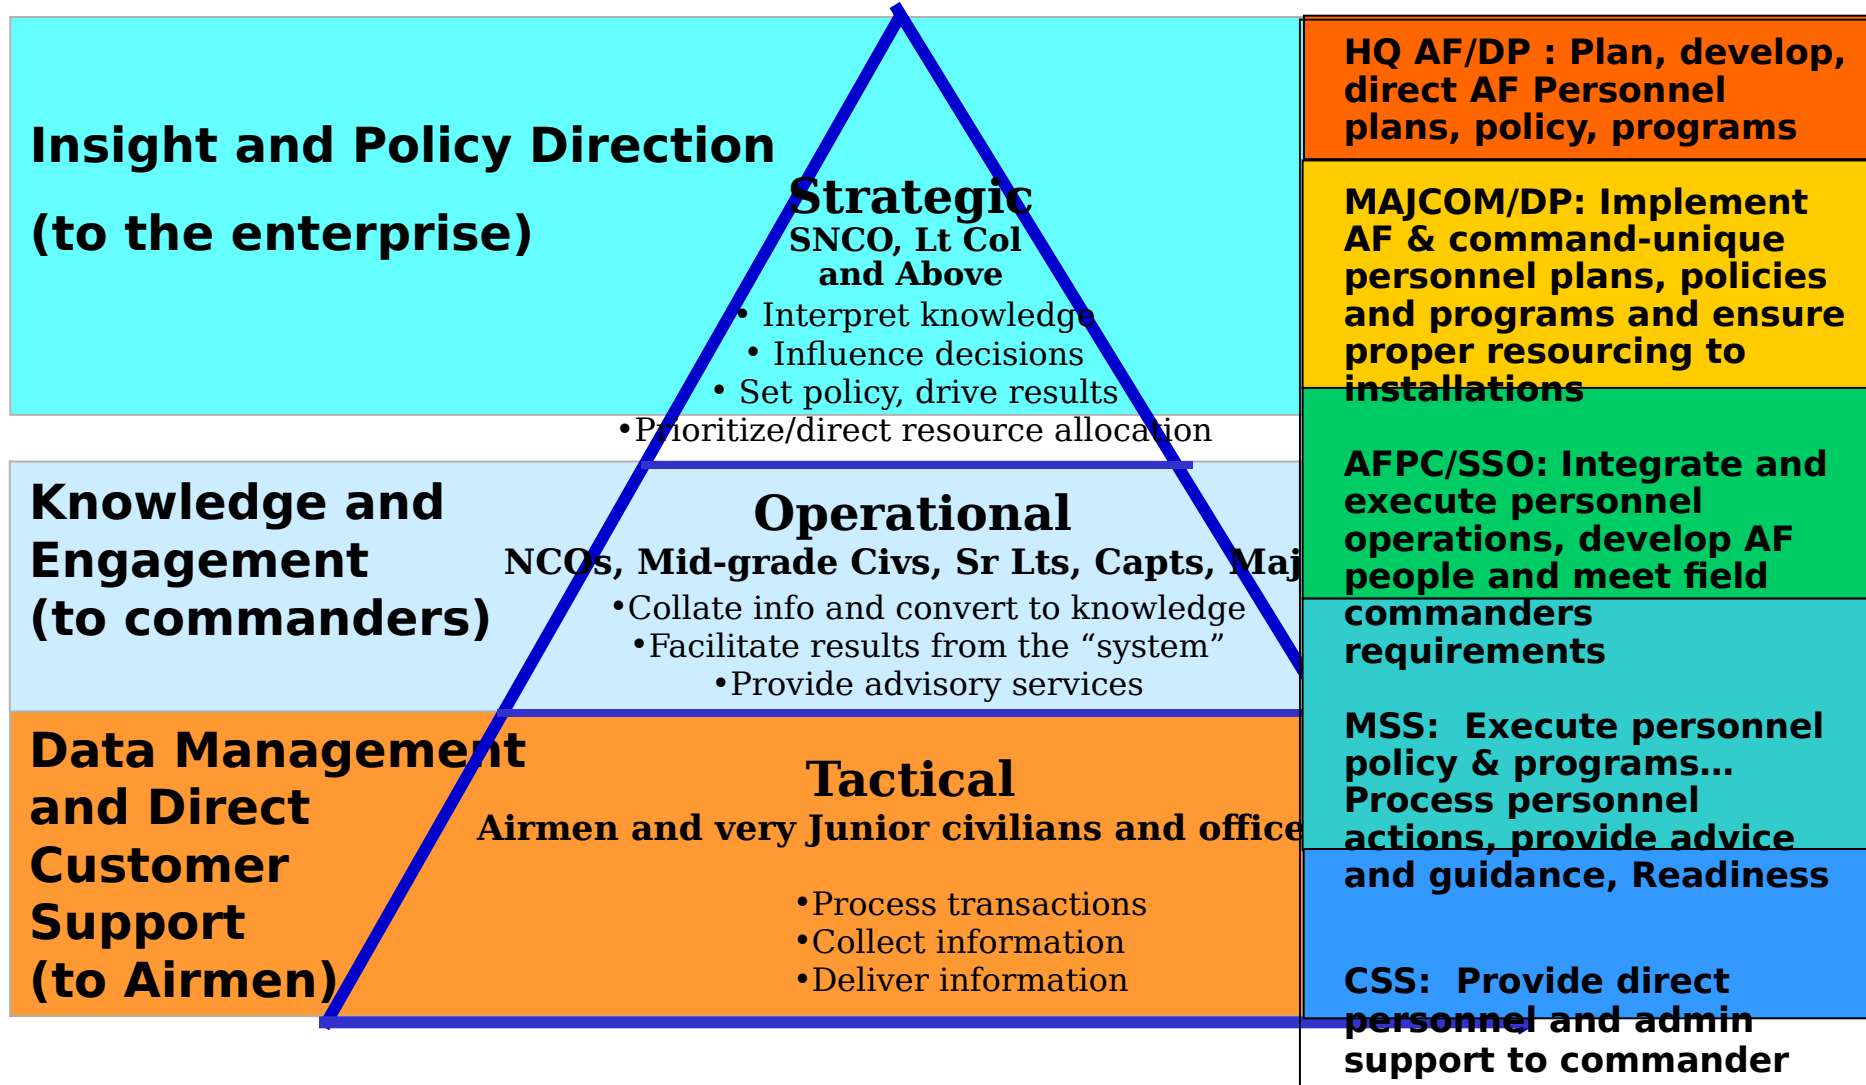 Insight and Policy Direction
(to the enterprise)
Strategic
SNCO, Lt Col
and Above
• Interpret knowledge
• Influence decisions
• Set policy, drive results
•Prioritize/direct resource allocation
Knowledge and
Engagement
(to commanders)
Operational
NCOs, Mid-grade Civs, Sr Lts, Capts, Maj
•Collate info and convert to knowledge
•Facilitate results from the “system”
•Provide advisory services
Data Management
and Direct
Customer
Support
(to Airmen)
Tactical
Airmen and very Junior civilians and office
•Process transactions
•Collect information
•Deliver information
HQ AF/DP : Plan, develop,
direct AF Personnel
plans, policy, programs
MAJCOM/DP: Implement
AF & command-unique
personnel plans, policies
and programs and ensure
proper resourcing to
installations
AFPC/SSO: Integrate and
execute personnel
operations, develop AF
people and meet field
commanders
requirements
MSS:  Execute personnel
policy & programs…
Process personnel
actions, provide advice
and guidance, Readiness
CSS:  Provide direct
personnel and admin
support to commander